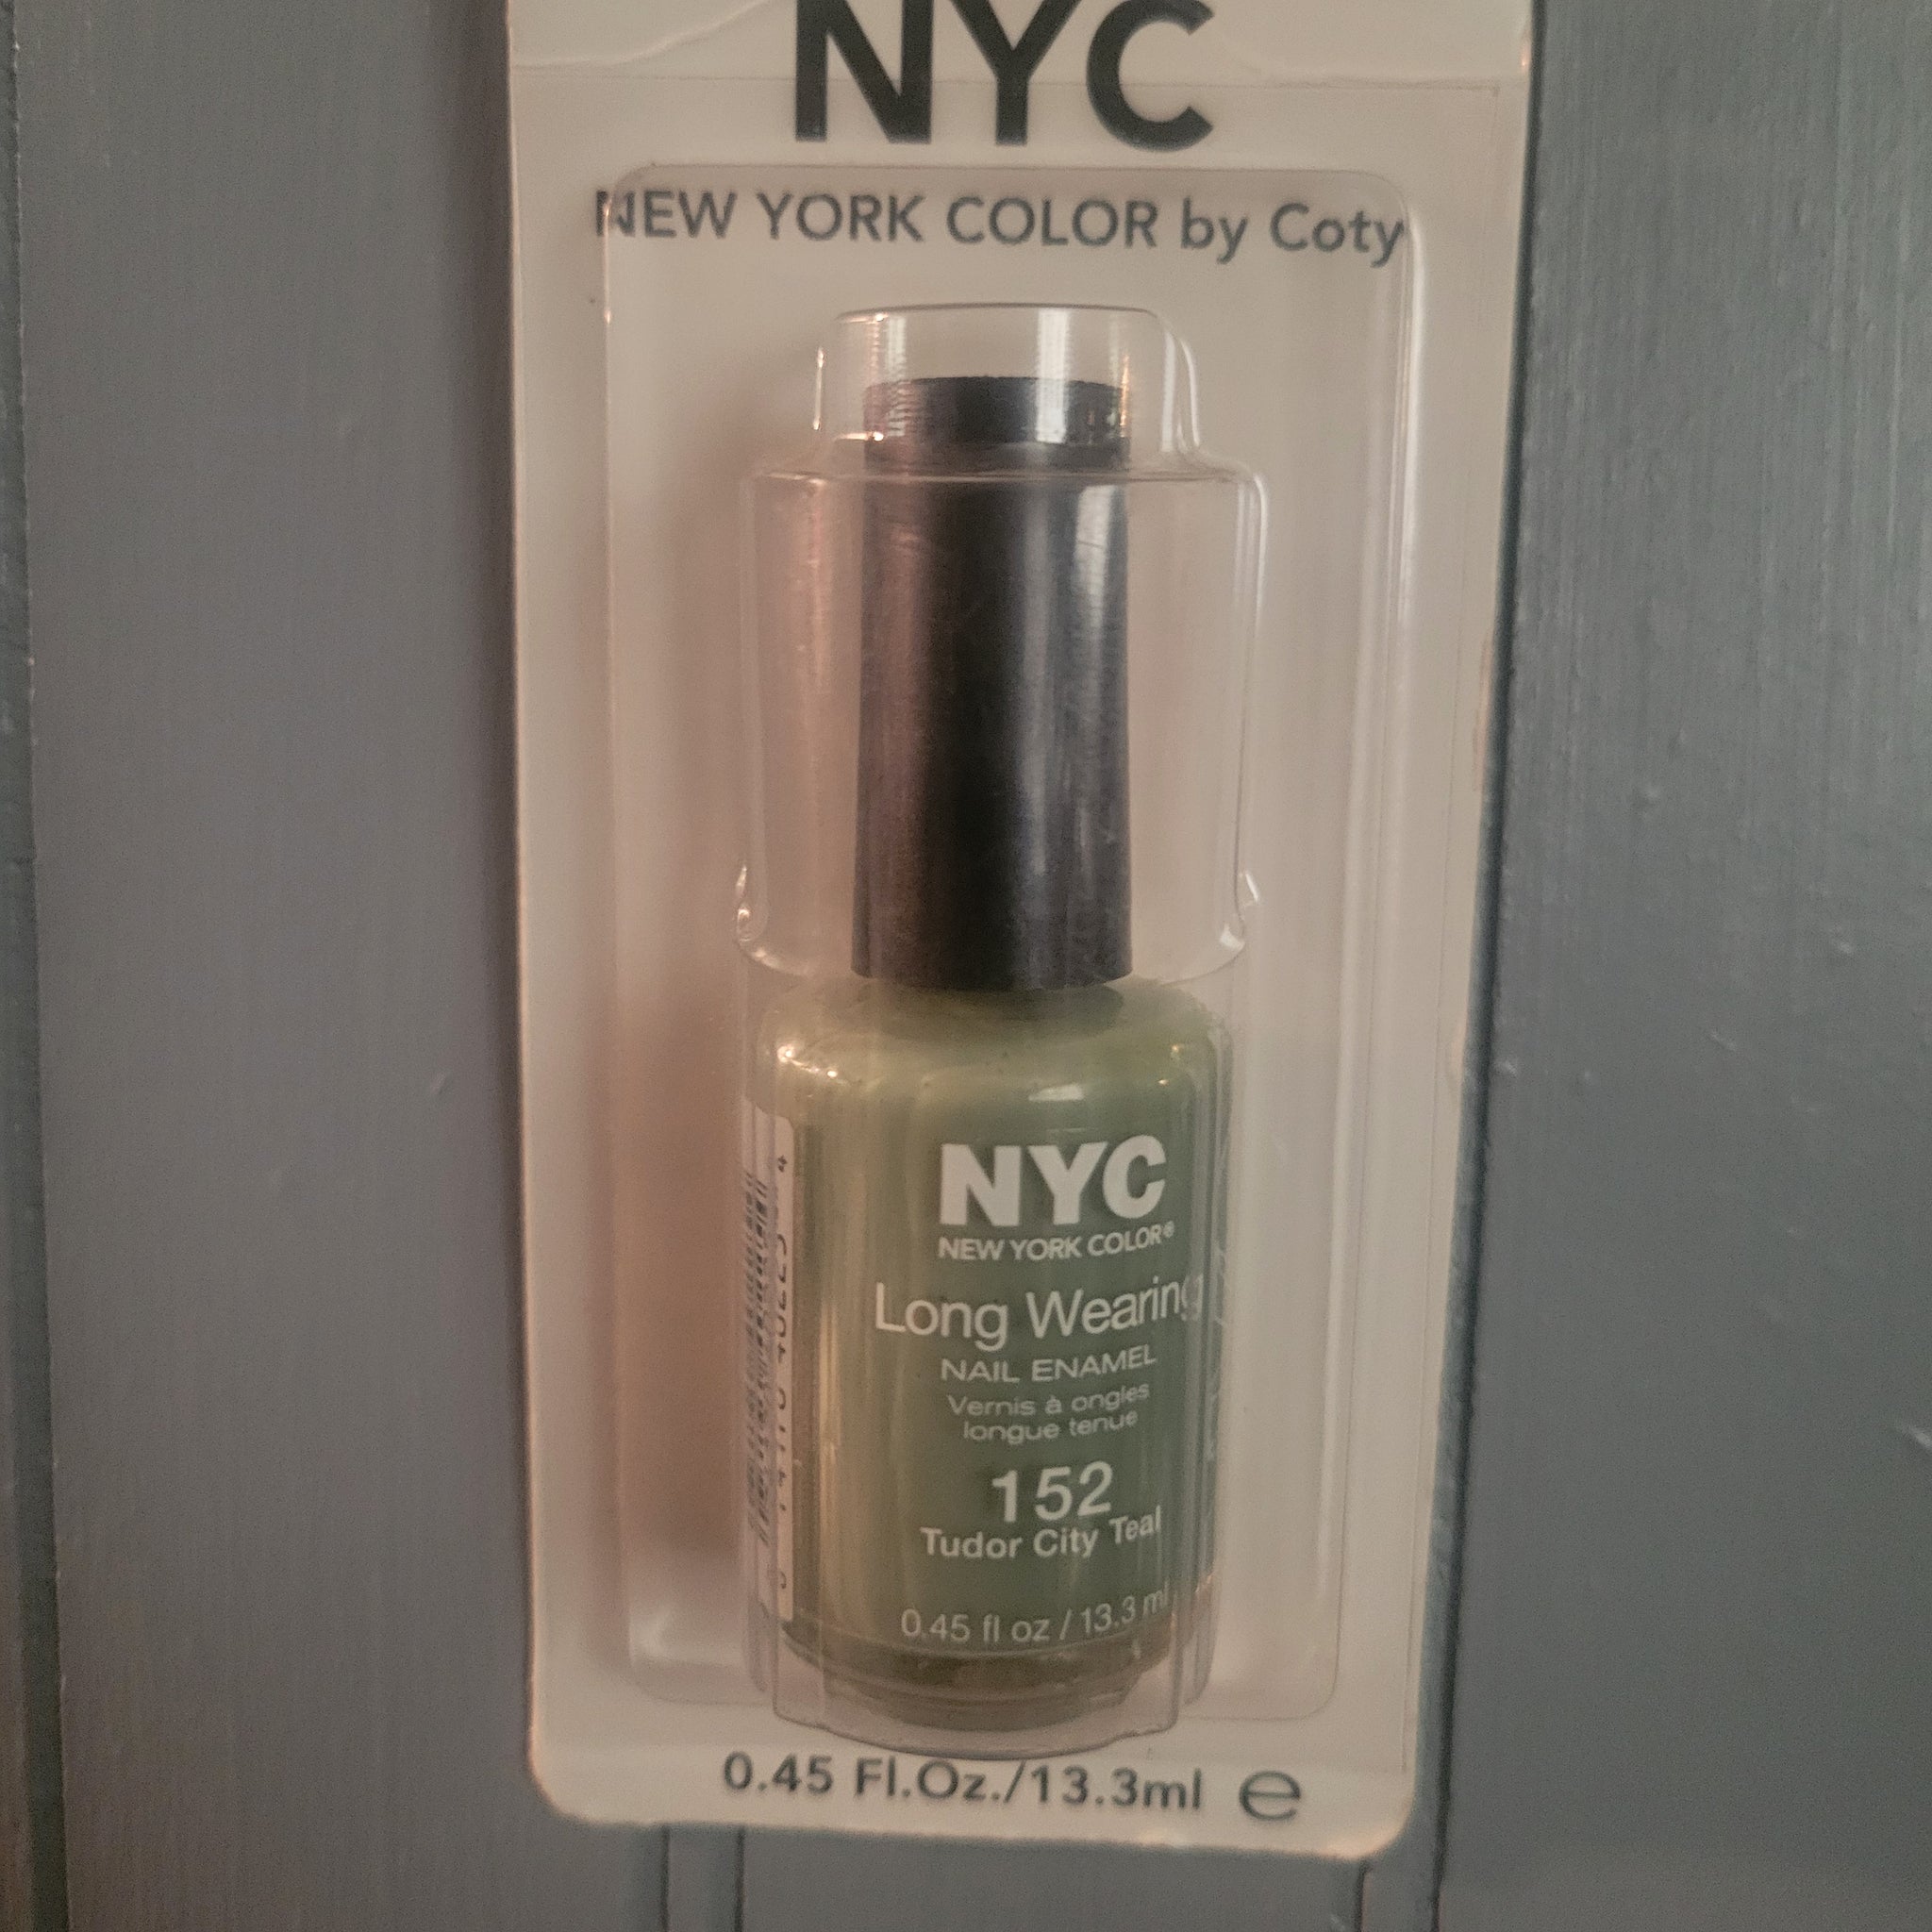 NYC
NEW YORK COLOR by Coty
NYC
NEW YORK COLOR®
Long Wearing
NAIL ENAMEL
Vernis à ongles
longue tenue
152
Tudor City Teal
0.45 fl oz / 13.3 ml
0.45 Fl.Oz./13.3ml ℮